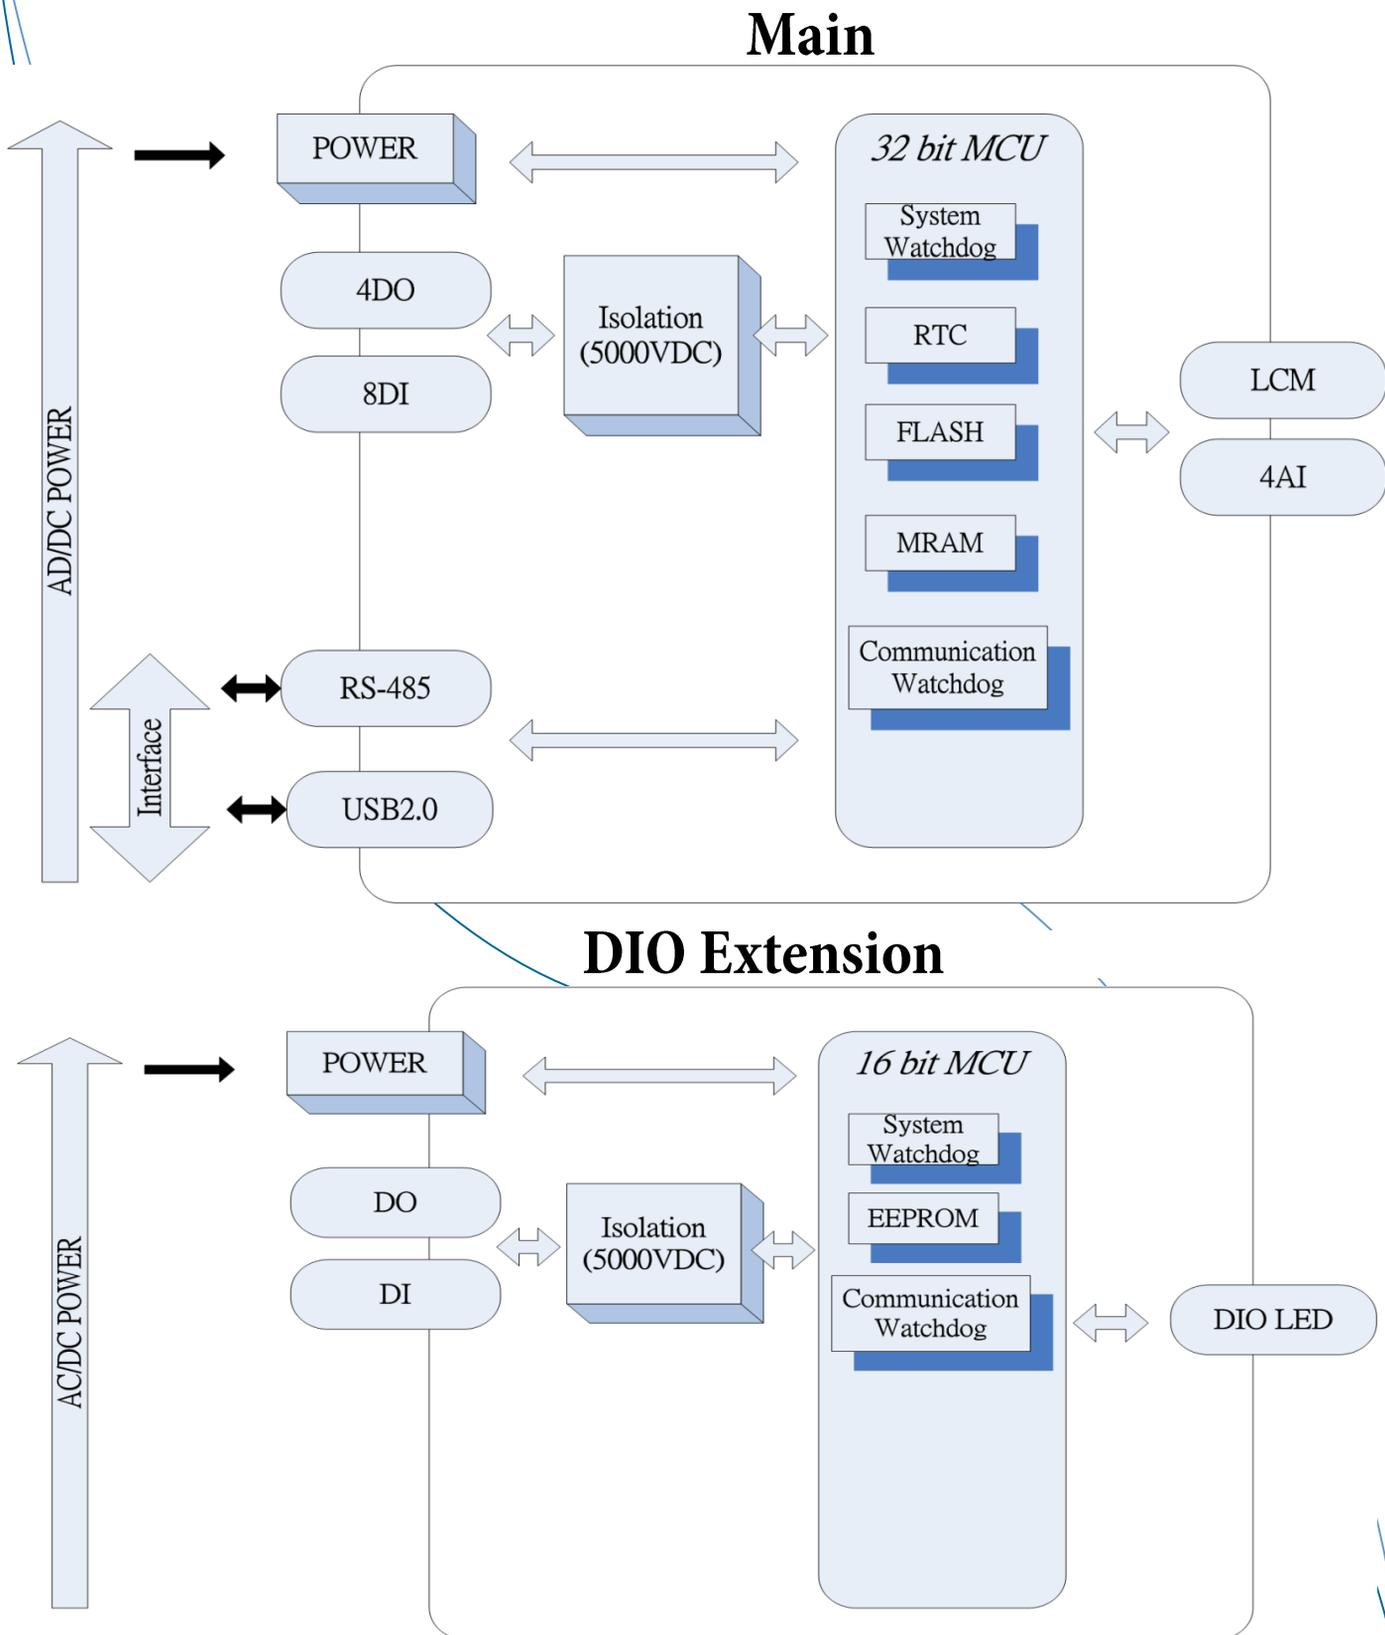 Main
POWER
32 bit MCU
System
Watchdog
4DO
Isolation
(5000VDC)
RTC
8DI
LCM
FLASH
4AI
AD/DC POWER
MRAM
Communication
Watchdog
RS-485
Interface
USB2.0
DIO Extension
POWER
16 bit MCU
System
Watchdog
DO
EEPROM
Isolation
(5000VDC)
DI
Communication
Watchdog
DIO LED
AC/DC POWER